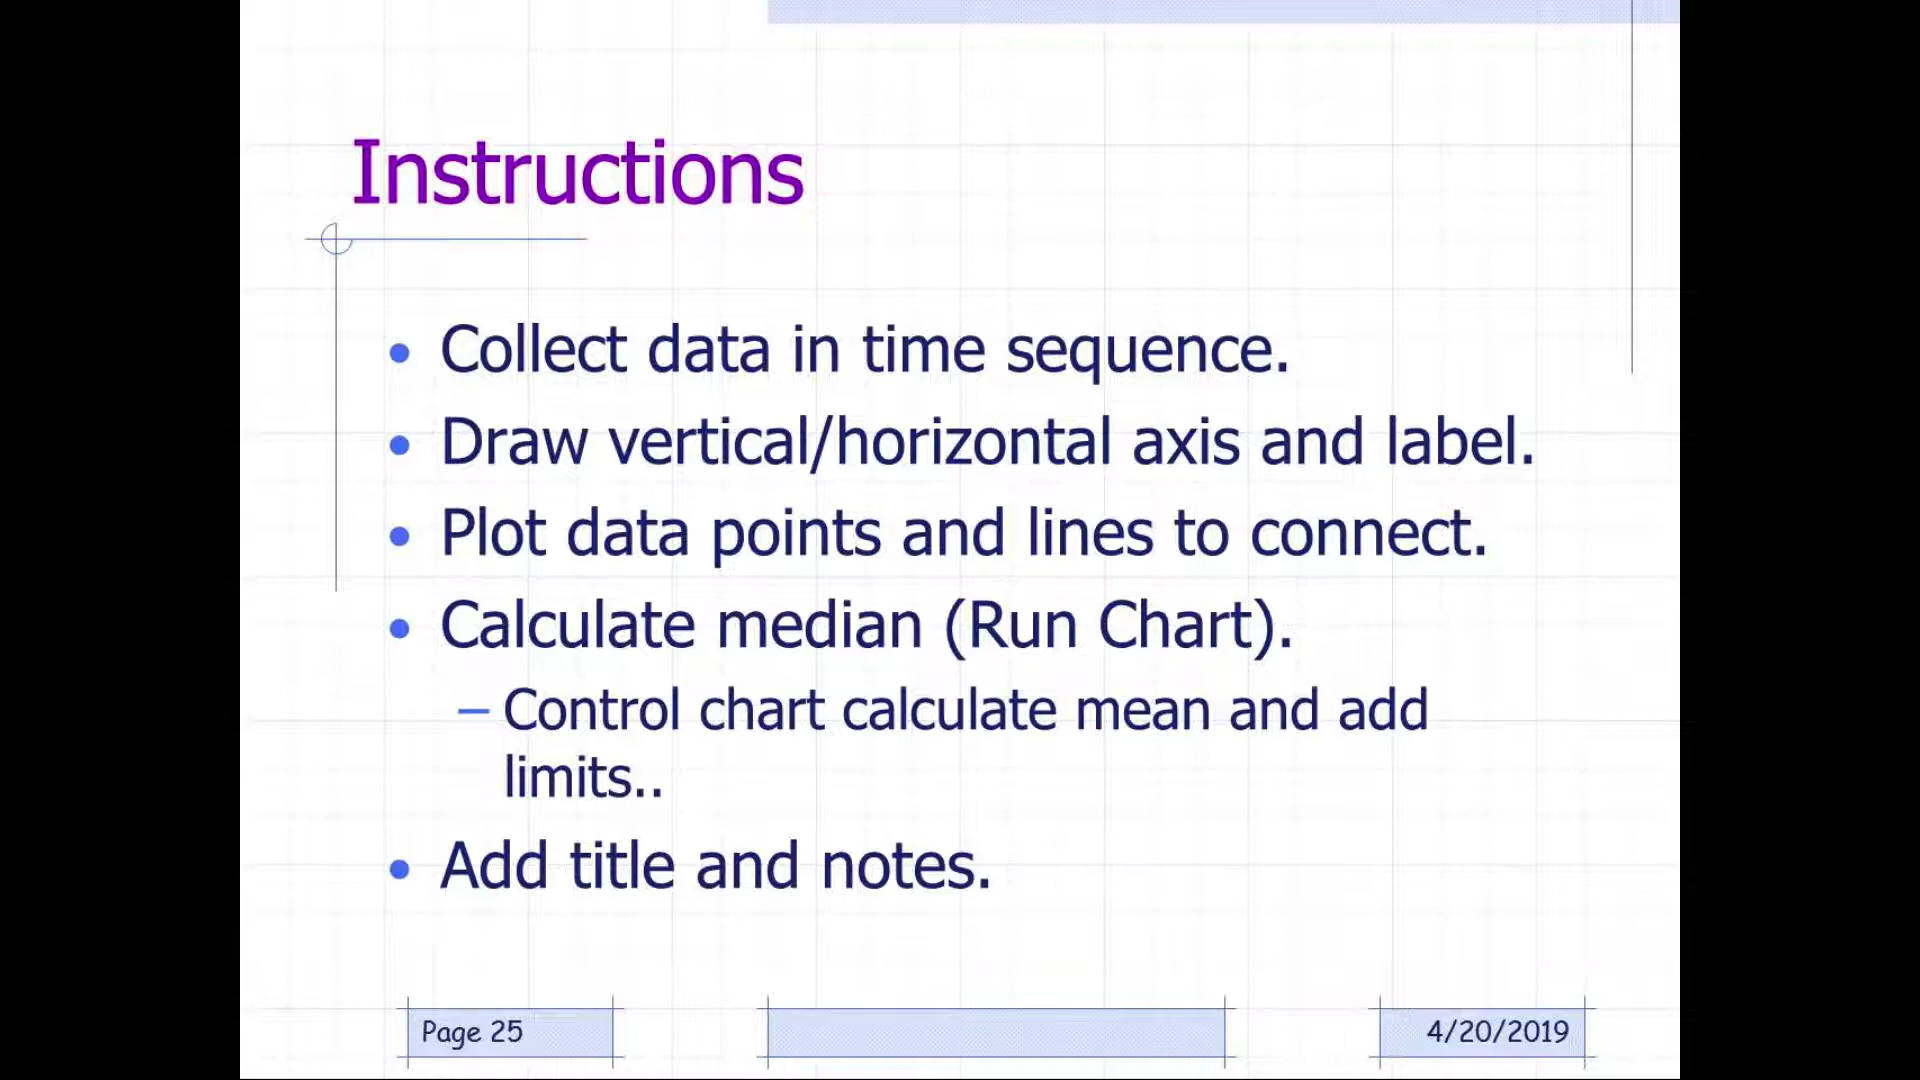 Instructions
• Collect data in time sequence.
• Draw vertical/horizontal axis and label.
• Plot data points and lines to connect.
• Calculate median (Run Chart).
– Control chart calculate mean and add
limits..
• Add title and notes.
Page 25
4/20/2019